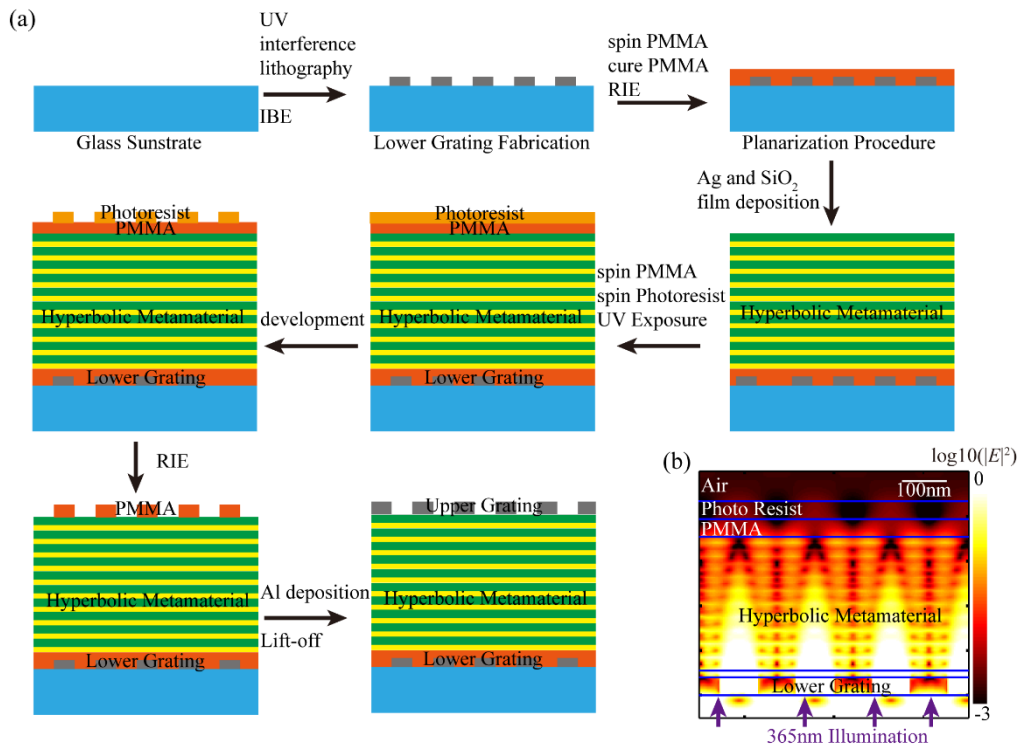 (a)
UV
interference
lithography
IBE
spin PMMA
cure PMMA
RIE
Glass Sunstrate
Lower Grating Fabrication
Planarization Procedure
Ag and SiO₂
film deposition
Photoresist
PMMA
Hyperbolic Metamaterial
Lower Grating
development
Photoresist
PMMA
Hyperbolic Metamaterial
Lower Grating
spin PMMA
spin Photoresist
UV Exposure
Hyperbolic Metamaterial
RIE
PMMA
Hyperbolic Metamaterial
Lower Grating
Al deposition
Lift-off
Upper Grating
Hyperbolic Metamaterial
Lower Grating
(b)
log10(|E|²)
Air
100nm
Photo Resist
PMMA
Hyperbolic Metamaterial
Lower Grating
0
-3
365nm Illumination